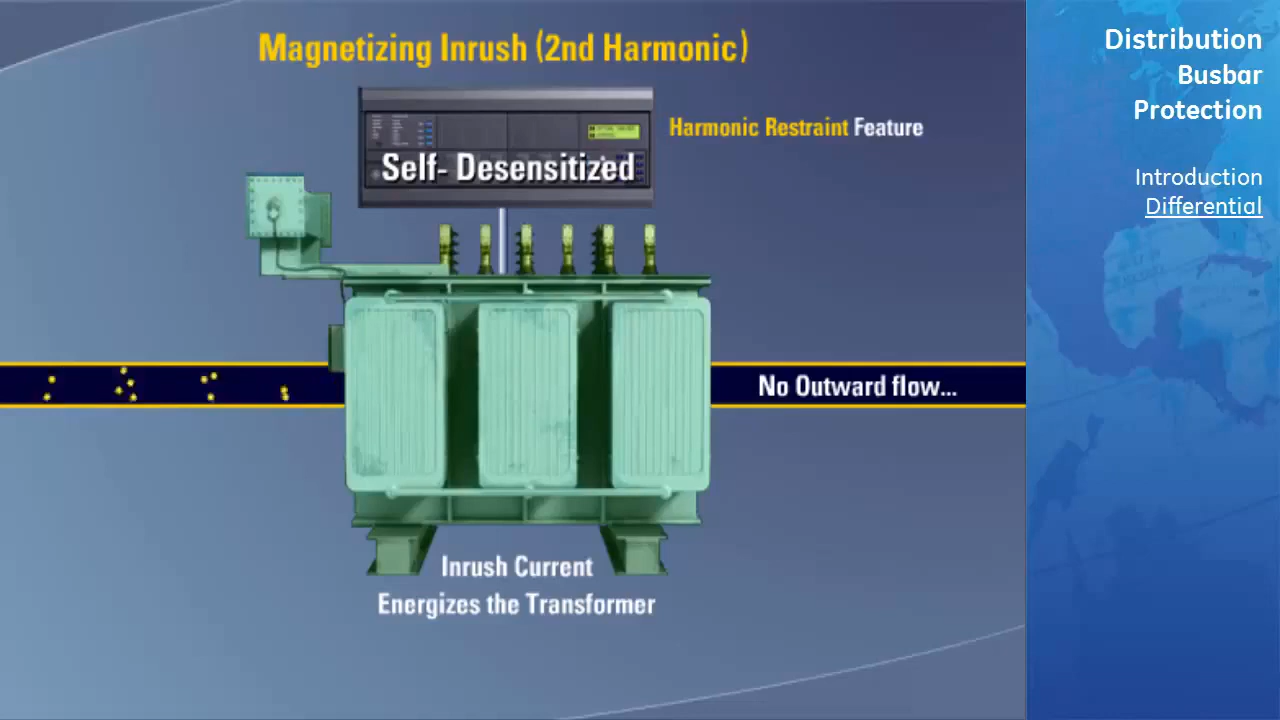 Magnetizing Inrush (2nd Harmonic)
Harmonic Restraint Feature
Self- Desensitized
No Outward flow...
Inrush Current
Energizes the Transformer
Distribution
Busbar
Protection
Introduction
Differential